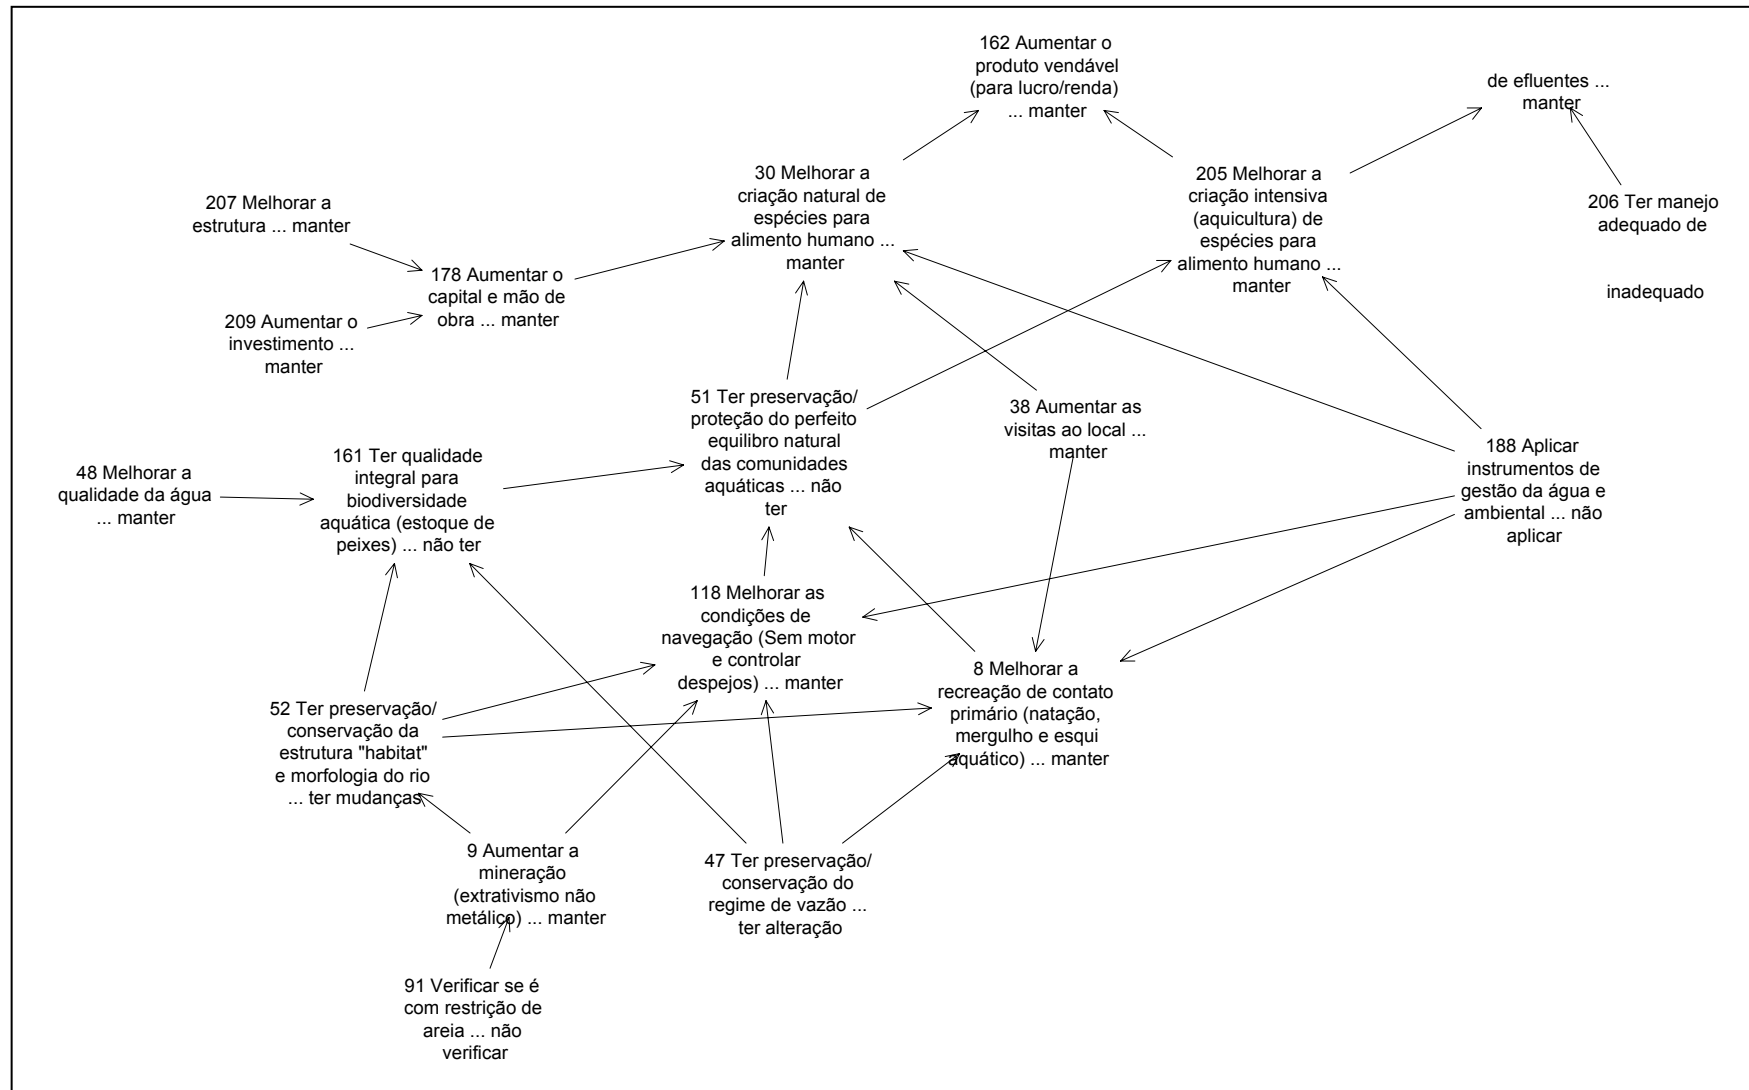 162 Aumentar o
produto vendável
(para lucro/renda)
... manter
de efluentes ...
manter
30 Melhorar a
criação natural de
espécies para
alimento humano ...
manter
205 Melhorar a
criação intensiva
(aquicultura) de
espécies para
alimento humano ...
manter
207 Melhorar a
estrutura ... manter
206 Ter manejo
adequado de
inadequado
178 Aumentar o
capital e mão de
obra ... manter
209 Aumentar o
investimento ...
manter
51 Ter preservação/
proteção do perfeito
equilibro natural
das comunidades
aquáticas ... não
ter
38 Aumentar as
visitas ao local ...
manter
188 Aplicar
instrumentos de
gestão da água e
ambiental ... não
aplicar
161 Ter qualidade
integral para
biodiversidade
aquática (estoque de
peixes) ... não ter
48 Melhorar a
qualidade da água
... manter
118 Melhorar as
condições de
navegação (Sem motor
e controlar
despejos) ... manter
8 Melhorar a
recreação de contato
primário (natação,
mergulho e esqui
aquático) ... manter
52 Ter preservação/
conservação da
estrutura "habitat"
e morfologia do rio
... ter mudanças
9 Aumentar a
mineração
(extrativismo não
metálico) ... manter
47 Ter preservação/
conservação do
regime de vazão ...
ter alteração
91 Verificar se é
com restrição de
areia ... não
verificar